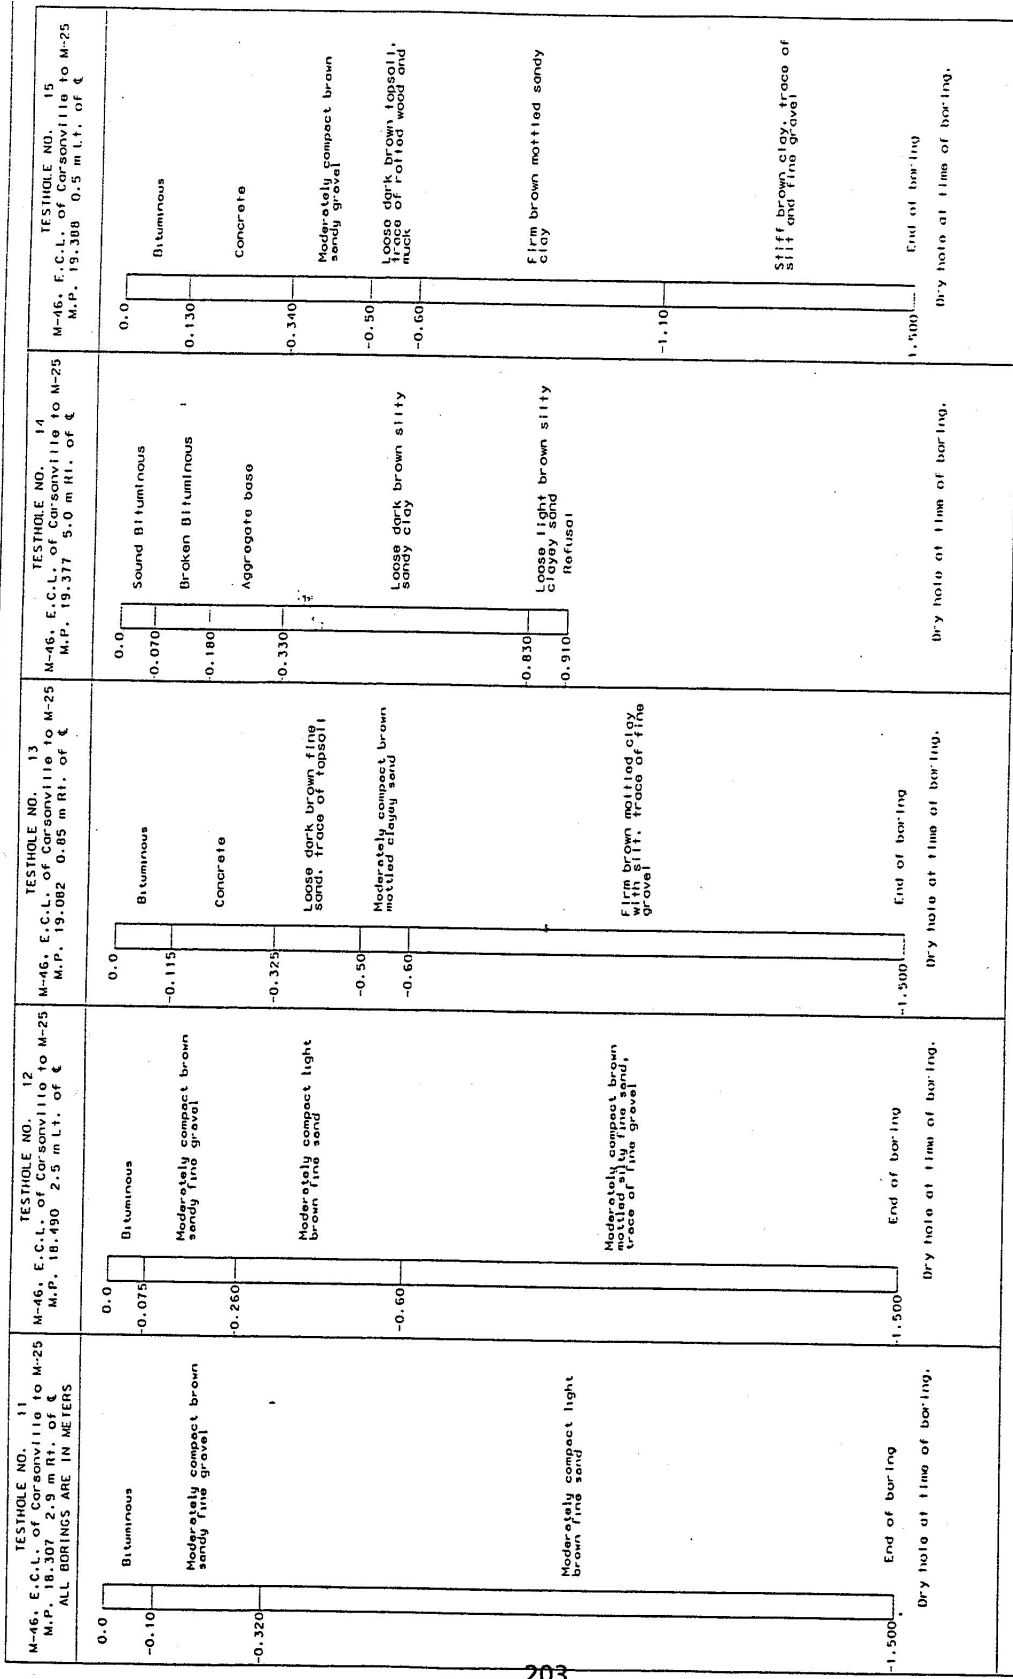 TESTHOLE NO. 11
M-46, E.C.L. of Carsonville to M-25
M.P. 18.307 2.9 m Rt. of ℄
ALL BORINGS ARE IN METERS
0.0
Bituminous
-0.10
Moderately compact brown
sandy fine gravel
-0.320
Moderately compact light
brown fine sand
-1.500
End of boring
Dry hole at time of boring.
TESTHOLE NO. 12
M-46, E.C.L. of Carsonville to M-25
M.P. 18.490 2.5 m Lt. of ℄
0.0
Bituminous
-0.075
Moderately compact brown
sandy fine gravel
-0.260
Moderately compact light
brown fine sand
-0.60
Moderately compact brown
mottled silty fine sand,
trace of fine gravel
-1.500
End of boring
Dry hole at time of boring.
TESTHOLE NO. 13
M-46, E.C.L. of Carsonville to M-25
M.P. 19.082 0.85 m Rt. of ℄
0.0
Bituminous
-0.115
Concrete
-0.325
Loose dark brown fine
sand, trace of topsoil
-0.50
Moderately compact brown
mottled clayey sand
-0.60
Firm brown mottled clay
with silt, trace of fine
gravel
-1.500
End of boring
Dry hole at time of boring.
TESTHOLE NO. 14
M-46, E.C.L. of Carsonville to M-25
M.P. 19.377 5.0 m Rt. of ℄
0.0
Sound Bituminous
-0.070
Broken Bituminous
-0.180
Aggregate base
-0.330
Loose dark brown silty
sandy clay
-0.830
Loose light brown silty
clayey sand
-0.910
Refusal
Dry hole at time of boring.
TESTHOLE NO. 15
M-46, E.C.L. of Carsonville to M-25
M.P. 19.388 0.5 m Lt. of ℄
0.0
Bituminous
-0.130
Concrete
-0.340
Moderately compact brown
sandy gravel
-0.50
Loose dark brown topsoil,
trace of rotted wood and
muck
-0.60
Firm brown mottled sandy
clay
-1.10
Stiff brown clay, trace of
silt and fine gravel
-1.500
End of boring
Dry hole at time of boring.
203